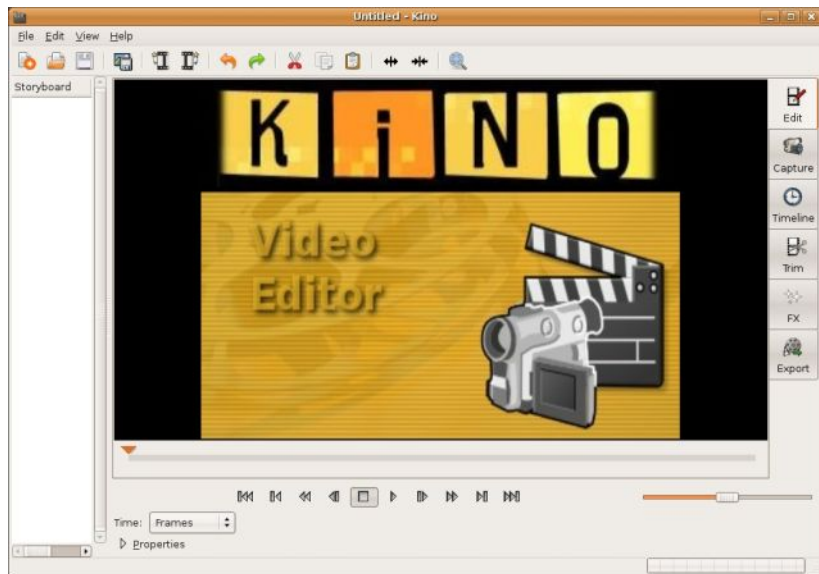 Untitled - Kino
File Edit View Help
Storyboard
KiNO
Video
Editor
Edit
Capture
Timeline
Trim
FX
Export
Time: Frames
Properties